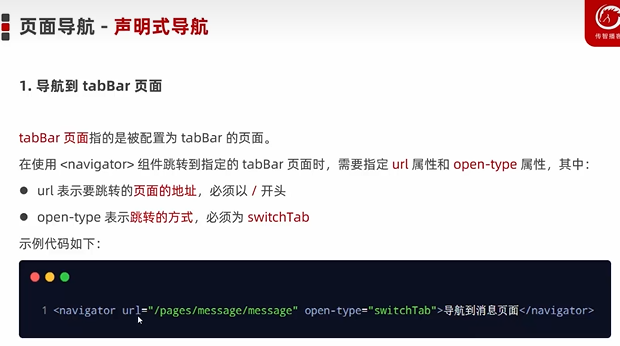 页面导航 - 声明式导航
传智播客
1. 导航到 tabBar 页面
tabBar 页面指的是被配置为 tabBar 的页面。
在使用 <navigator> 组件跳转到指定的 tabBar 页面时，需要指定 url 属性和 open-type 属性，其中：
● url 表示要跳转的页面的地址，必须以 / 开头
● open-type 表示跳转的方式，必须为 switchTab
示例代码如下：
1 <navigator url="/pages/message/message" open-type="switchTab">导航到消息页面</navigator>